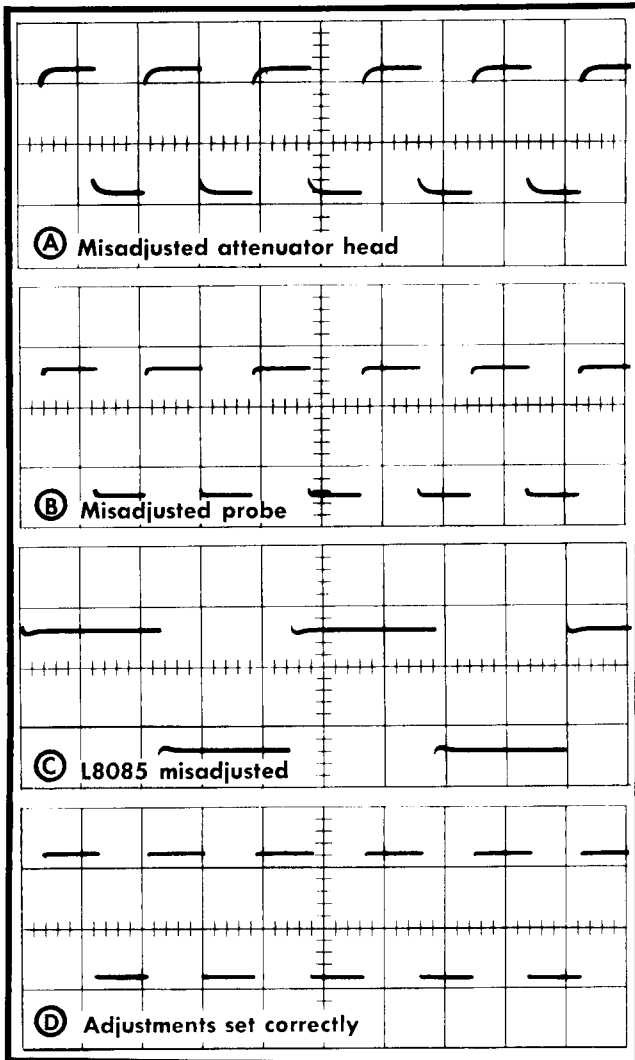 A Misadjusted attenuator head
B Misadjusted probe
C L8085 misadjusted
D Adjustments set correctly